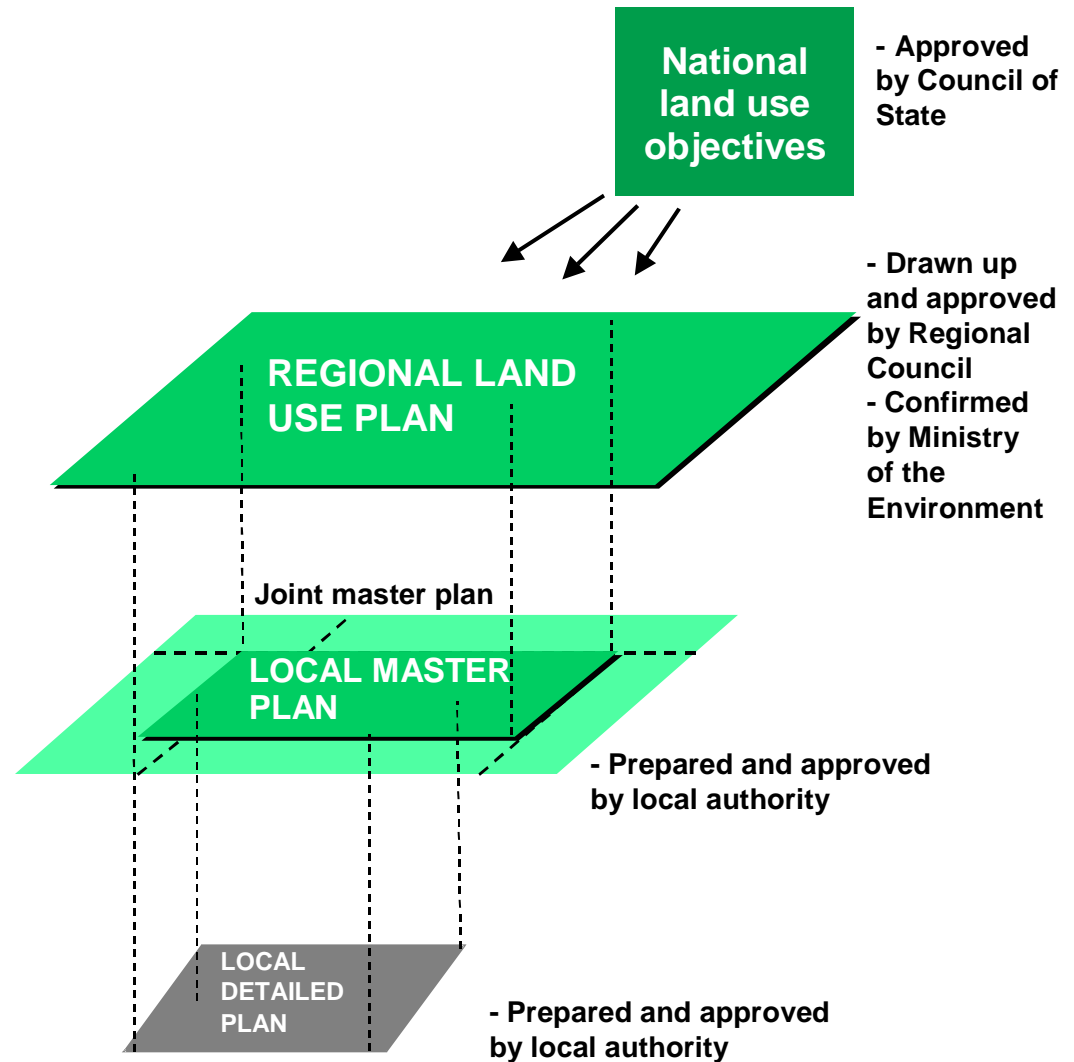 National
land use
objectives
- Approved
by Council of
State
- Drawn up
and approved
by Regional
Council
- Confirmed
by Ministry
of the
Environment
REGIONAL LAND
USE PLAN
Joint master plan
LOCAL MASTER
PLAN
- Prepared and approved
by local authority
LOCAL
DETAILED
PLAN
- Prepared and approved
by local authority